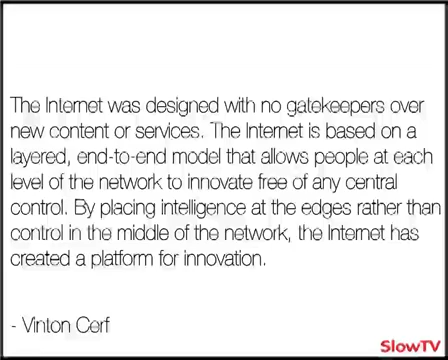 The Internet was designed with no gatekeepers over
new content or services. The Internet is based on a
layered, end-to-end model that allows people at each
level of the network to innovate free of any central
control. By placing intelligence at the edges rather than
control in the middle of the network, the Internet has
created a platform for innovation.
- Vinton Cerf
SlowTV